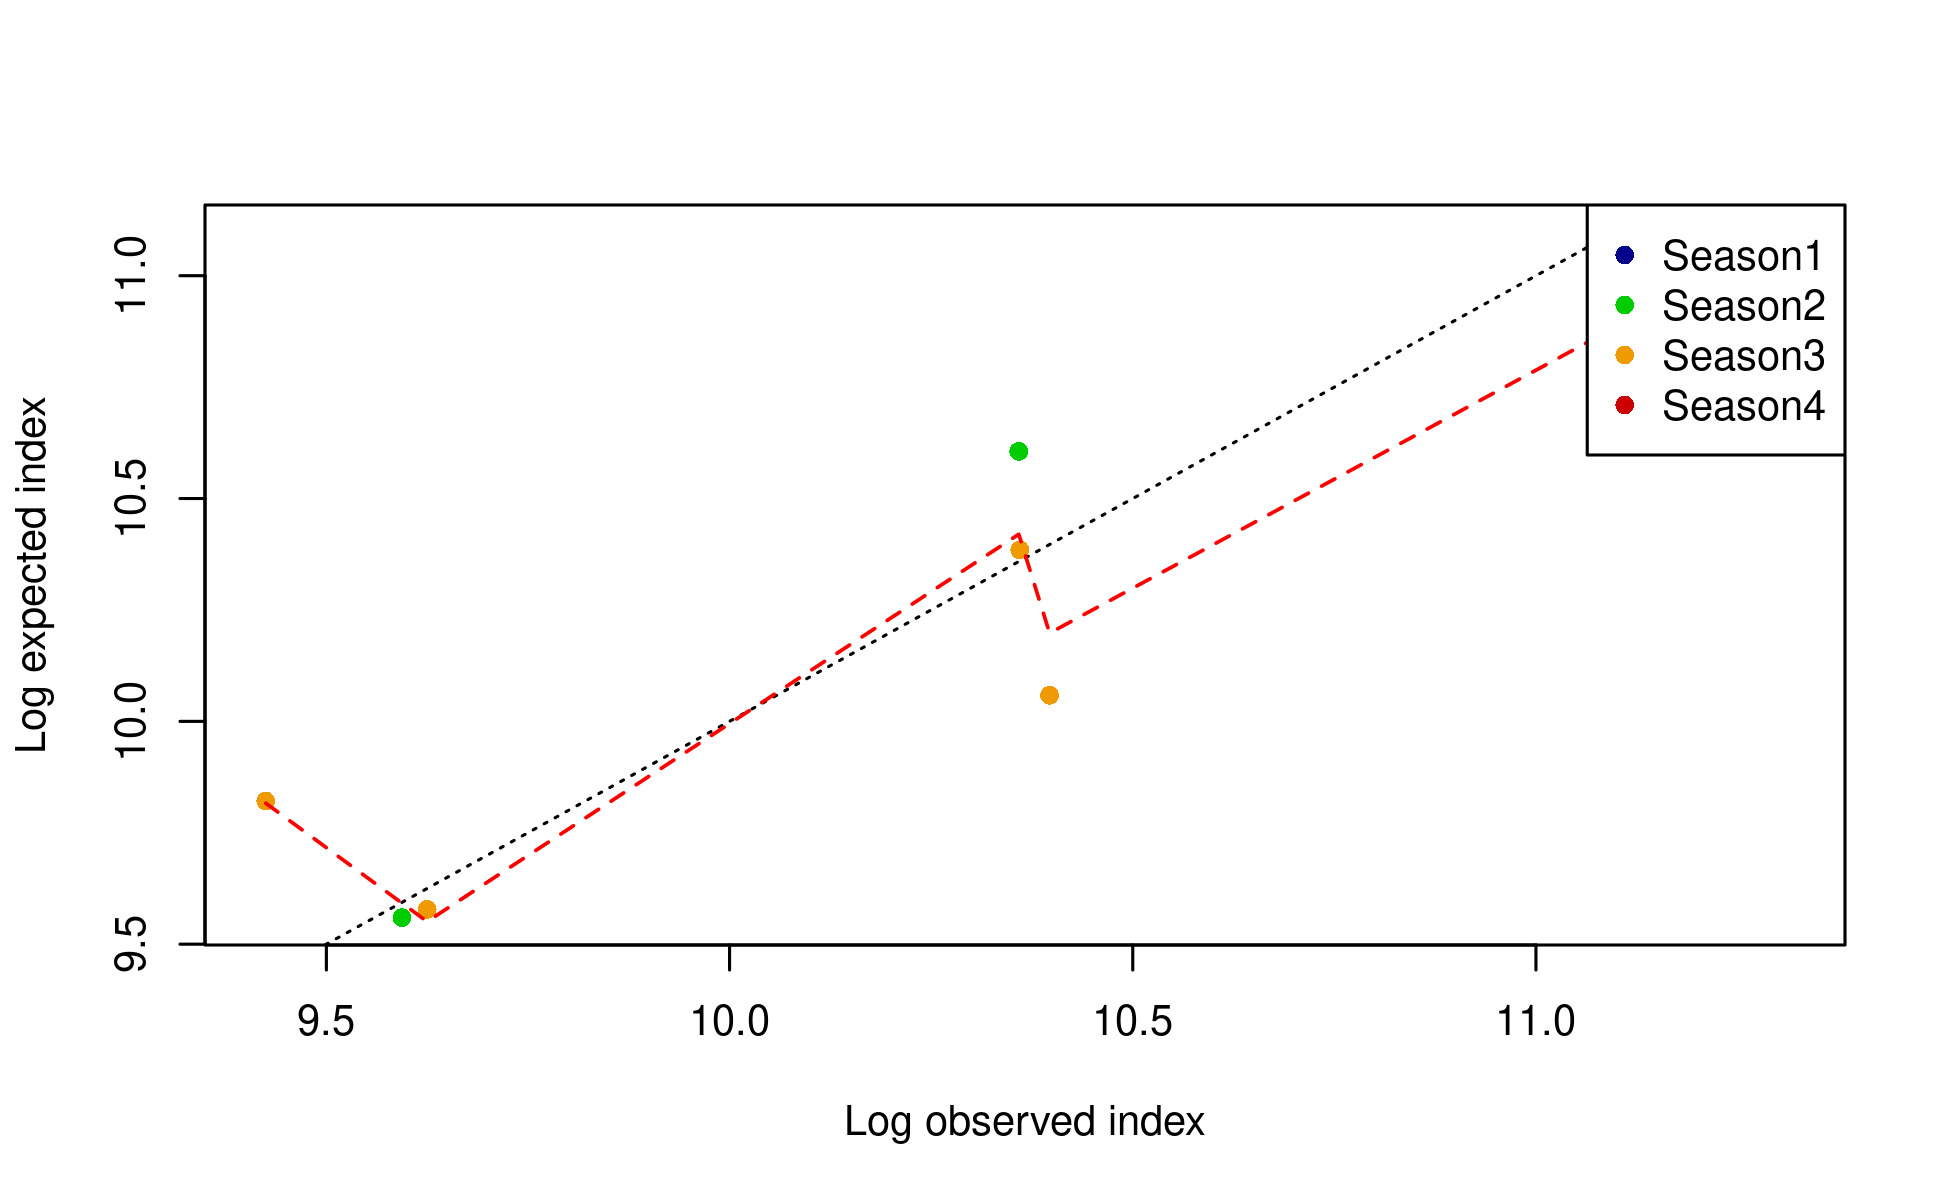 Season1
Season2
Season3
Season4
Log expected index
11.0
10.5
10.0
9.5
9.5 10.0 10.5 11.0
Log observed index